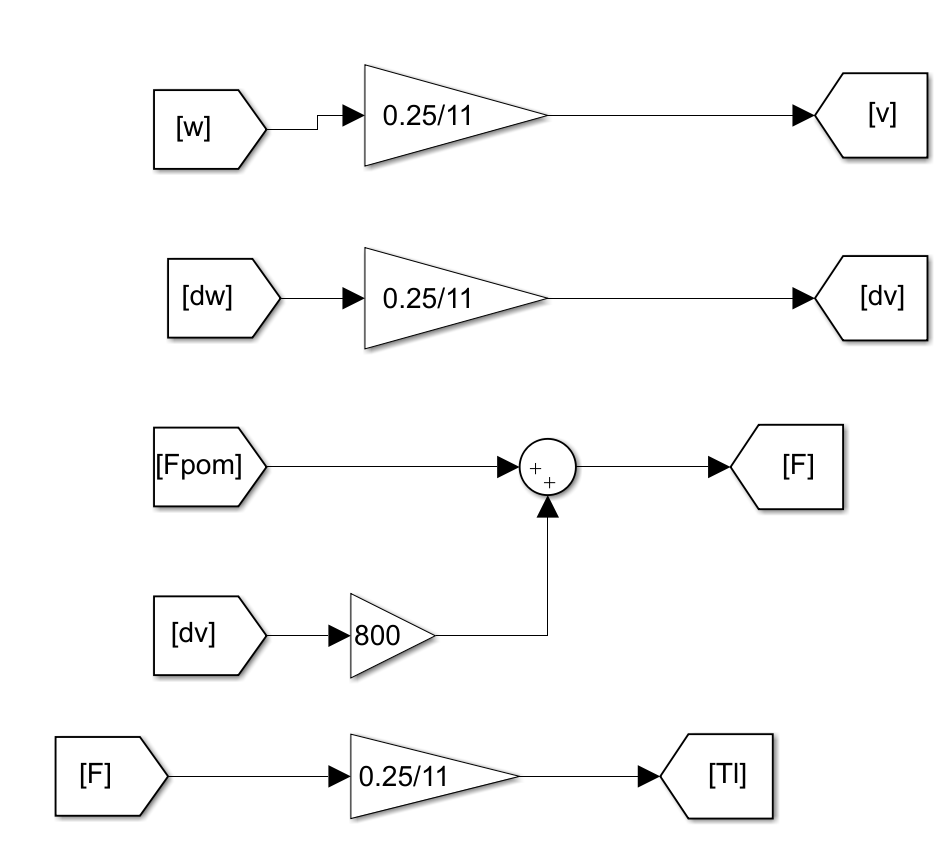 [w] 0.25/11 [v]
[dw] 0.25/11 [dv]
[Fpom] + + [F]
[dv] 800
[F] 0.25/11 [Tl]